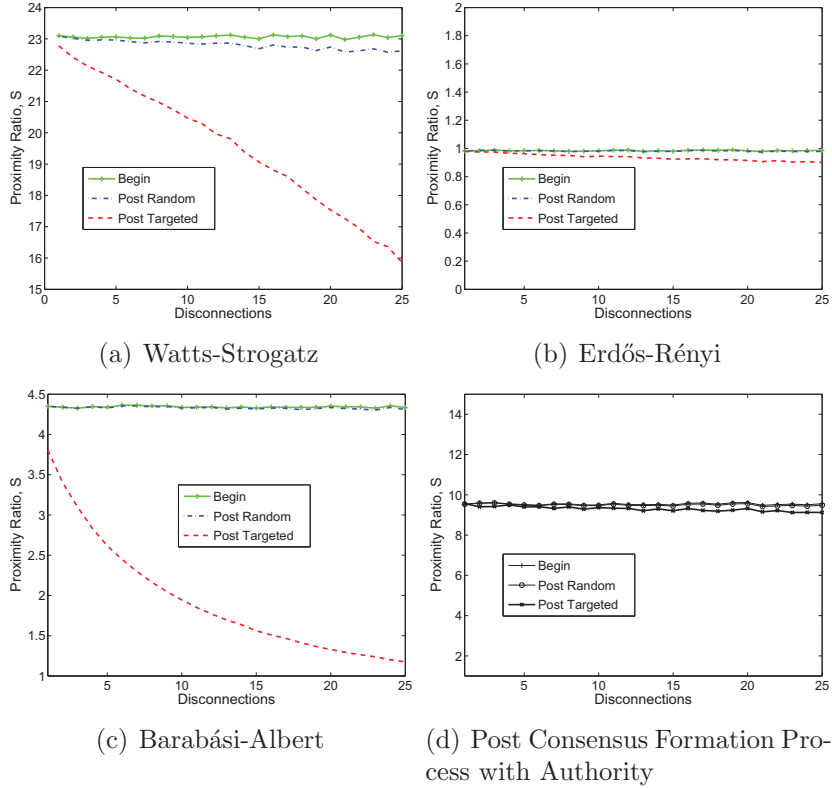 24
23
22
21
20
19
18
17
16
15
Proximity Ratio, S
Begin
Post Random
Post Targeted
0
5
10
15
20
25
Disconnections
(a) Watts-Strogatz
2
1.8
1.6
1.4
1.2
1
0.8
0.6
0.4
0.2
0
Proximity Ratio, S
Begin
Post Random
Post Targeted
5
10
15
20
25
Disconnections
(b) Erdős-Rényi
4.5
4
3.5
3
2.5
2
1.5
1
Proximity Ratio, S
Begin
Post Random
Post Targeted
5
10
15
20
25
Disconnections
(c) Barabási-Albert
14
12
10
8
6
4
2
Proximity Ratio, S
Begin
Post Random
Post Targeted
5
10
15
20
25
Disconnections
(d) Post Consensus Formation Pro-
cess with Authority